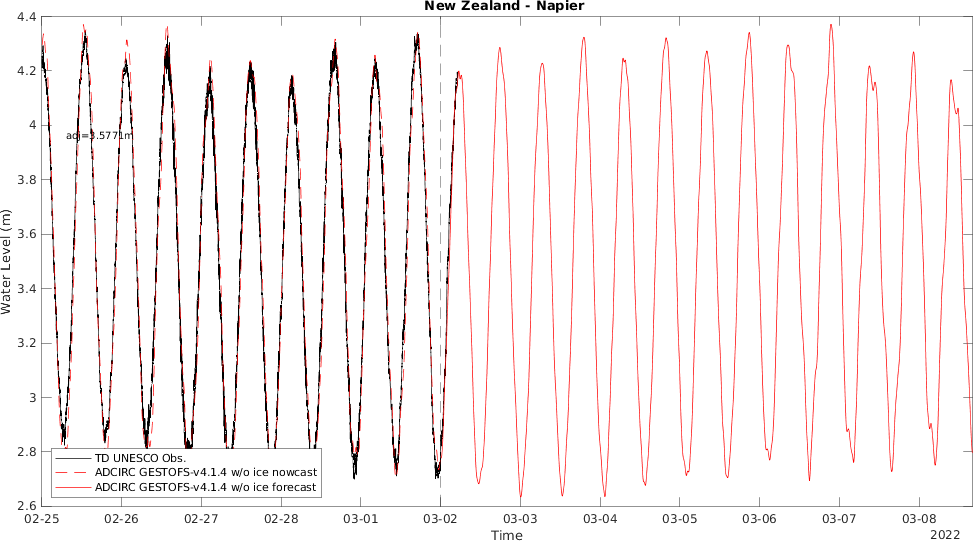 New Zealand - Napier
4.4
4.2
4
3.8
3.6
3.4
3.2
3
2.8
2.6
Water Level (m)
adj=3.5771m
TD UNESCO Obs.
ADCIRC GESTOFS-v4.1.4 w/o ice nowcast
ADCIRC GESTOFS-v4.1.4 w/o ice forecast
02-25 02-26 02-27 02-28 03-01 03-02 03-03 03-04 03-05 03-06 03-07 03-08
Time
2022